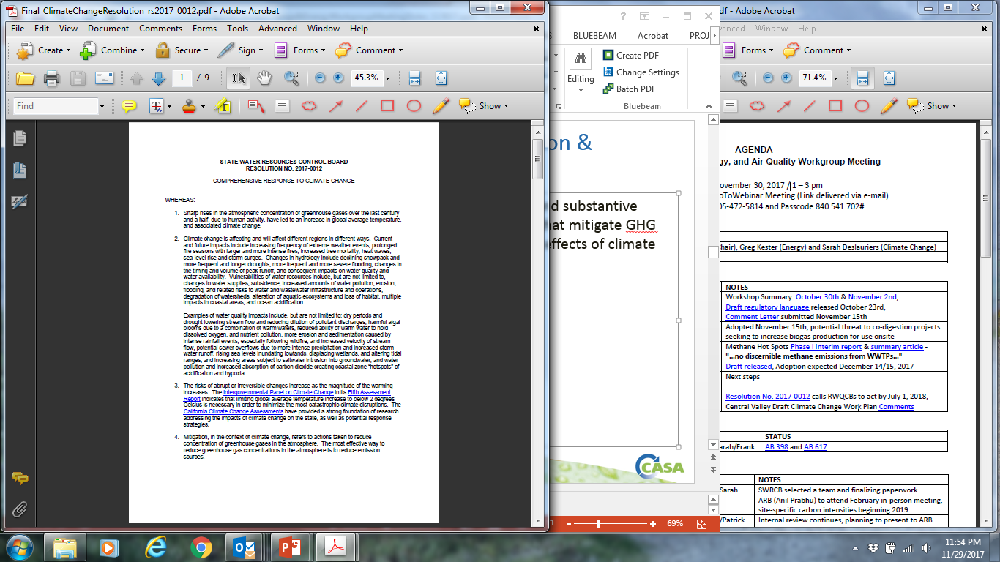 Final_ClimateChangeResolution_rs2017_0012.pdf - Adobe Acrobat
File Edit View Document Comments Forms Tools Advanced Window Help
Create Combine Secure Sign Forms Comment
1 / 9 45.3%
Find Show
STATE WATER RESOURCES CONTROL BOARD
RESOLUTION NO. 2017-0012
COMPREHENSIVE RESPONSE TO CLIMATE CHANGE
WHEREAS:
1. Sharp rises in the atmospheric concentration of greenhouse gases over the last century
and a half, due to human activity, have led to an increase in global average temperature,
and associated climate change.
2. Climate change is affecting and will affect different regions in different ways. Current
and future impacts include increasing frequency of extreme weather events, prolonged
fire seasons with larger and more intense fires, increased tree mortality, heat waves,
sea-level rise and storm surges. Changes in hydrology include declining snowpack and
more frequent and longer droughts, more frequent and more severe flooding, changes in
the timing and volume of peak runoff, and consequent impacts on water quality and
water availability. Vulnerabilities of water resources include, but are not limited to,
changes to water supplies, subsidence, increased amounts of water pollution, erosion,
flooding, and related risks to water and wastewater infrastructure and operations,
degradation of watersheds, alteration of aquatic ecosystems and loss of habitat, multiple
impacts in coastal areas, and ocean acidification.
Examples of water quality impacts include, but are not limited to: dry periods and
drought lowering stream flow and reducing dilution of pollutant discharges, harmful algal
blooms due to a combination of warm waters, reduced ability of warm water to hold
dissolved oxygen, and nutrient pollution, more erosion and sedimentation caused by
intense rainfall events, especially following wildfire, and increased velocity of stream
flow, potential sewer overflows due to more intense precipitation and increased storm
water runoff, rising sea levels inundating lowlands, displacing wetlands, and altering tidal
ranges, and increasing areas subject to saltwater intrusion into groundwater, and water
pollution and increased absorption of carbon dioxide creating coastal zone "hotspots" of
acidification and hypoxia.
3. The risks of abrupt or irreversible changes increase as the magnitude of the warming
increases. The Intergovernmental Panel on Climate Change in its Fifth Assessment
Report indicates that limiting global average temperature increase to below 2 degrees
Celsius is necessary in order to minimize the most catastrophic climate disruptions. The
California Climate Change Assessments have provided a strong foundation of research
addressing the impacts of climate change on the state, as well as potential response
strategies.
4. Mitigation, in the context of climate change, refers to actions taken to reduce
concentration of greenhouse gases in the atmosphere. The most effective way to
reduce greenhouse gas concentrations in the atmosphere is to reduce emission
sources.
S BLUEBEAM Acrobat PROJ
Editing
Create PDF
Change Settings
Batch PDF
Bluebeam
on &
d substantive
hat mitigate GHG
effects of climate
CASA
69%
df - Adobe Acrobat
vanced Window Help
Forms Comment
71.4%
Show
AGENDA
gy, and Air Quality Workgroup Meeting
ovember 30, 2017 / 1 – 3 pm
oToWebinar Meeting (Link delivered via e-mail)
05-472-5814 and Passcode 840 541 702#
hair), Greg Kester (Energy) and Sarah Deslauriers (Climate Change)
NOTES
Workshop Summary: October 30th & November 2nd,
Draft regulatory language released October 23rd,
Comment Letter submitted November 15th
Adopted November 15th, potential threat to co-digestion projects
seeking to increase biogas production for use onsite
Methane Hot Spots Phase I Interim report & summary article -
"...no discernible methane emissions from WWTPs..."
Draft released, Adoption expected December 14/15, 2017
Next steps
Resolution No. 2017-0012 calls RWQCBs to act by July 1, 2018,
Central Valley Draft Climate Change Work Plan Comments
STATUS
arah/Frank AB 398 and AB 617
NOTES
Sarah SWRCB selected a team and finalizing paperwork
ARB (Anil Prabhu) to attend February in-person meeting,
site-specific carbon intensities beginning 2019
/Patrick Internal review continues, planning to present to ARB
11:54 PM
11/29/2017